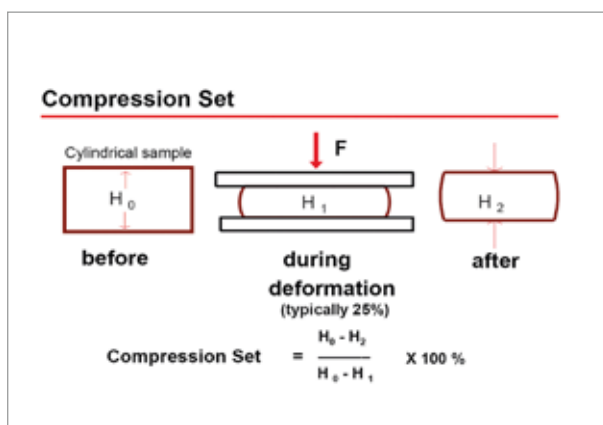 Compression Set
Cylindrical sample
F
H 0
H 1
H 2
before
during
after
deformation
(typically 25%)
H0 - H2
Compression Set = X 100 %
H 0 - H 1